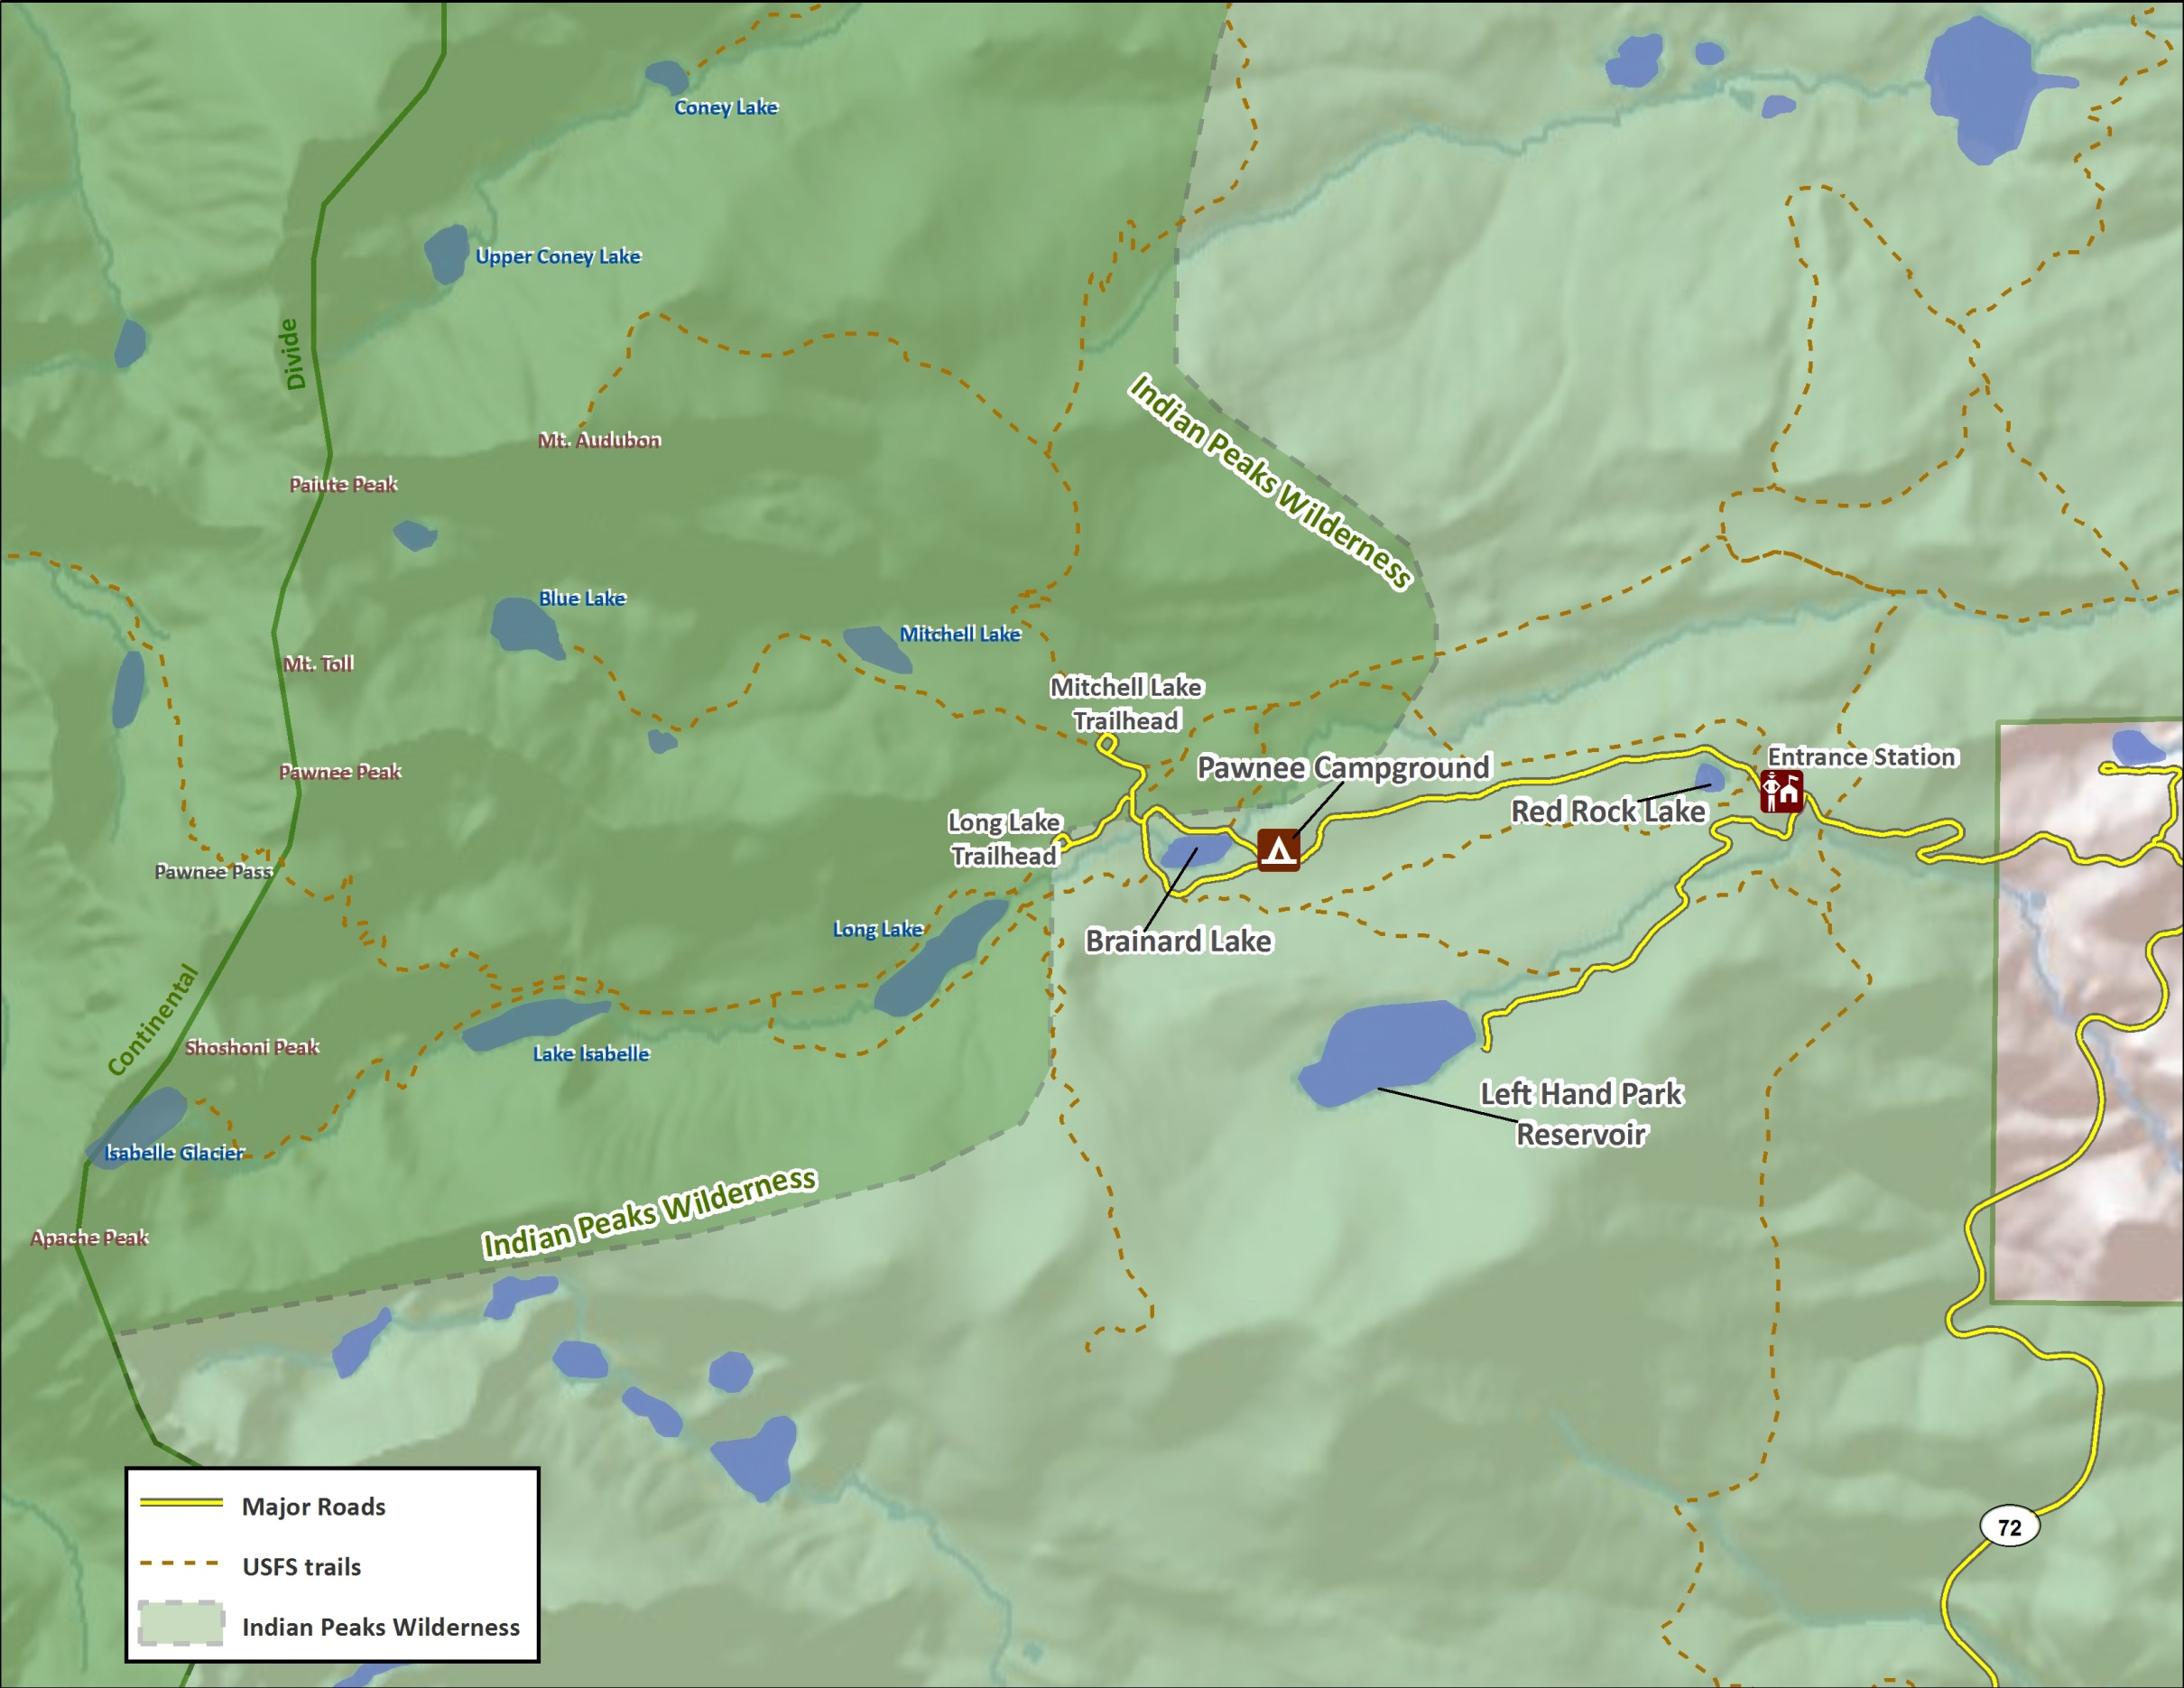 Coney Lake
Upper Coney Lake
Divide
Indian Peaks Wilderness
Mt. Audubon
Paiute Peak
Blue Lake
Mitchell Lake
Mt. Toll
Mitchell Lake
Trailhead
Pawnee Peak
Pawnee Campground
Entrance Station
Red Rock Lake
Long Lake
Trailhead
Pawnee Pass
Long Lake
Brainard Lake
Continental
Shoshoni Peak
Lake Isabelle
Left Hand Park
Reservoir
Isabelle Glacier
Indian Peaks Wilderness
Apache Peak
Major Roads
USFS trails
Indian Peaks Wilderness
72